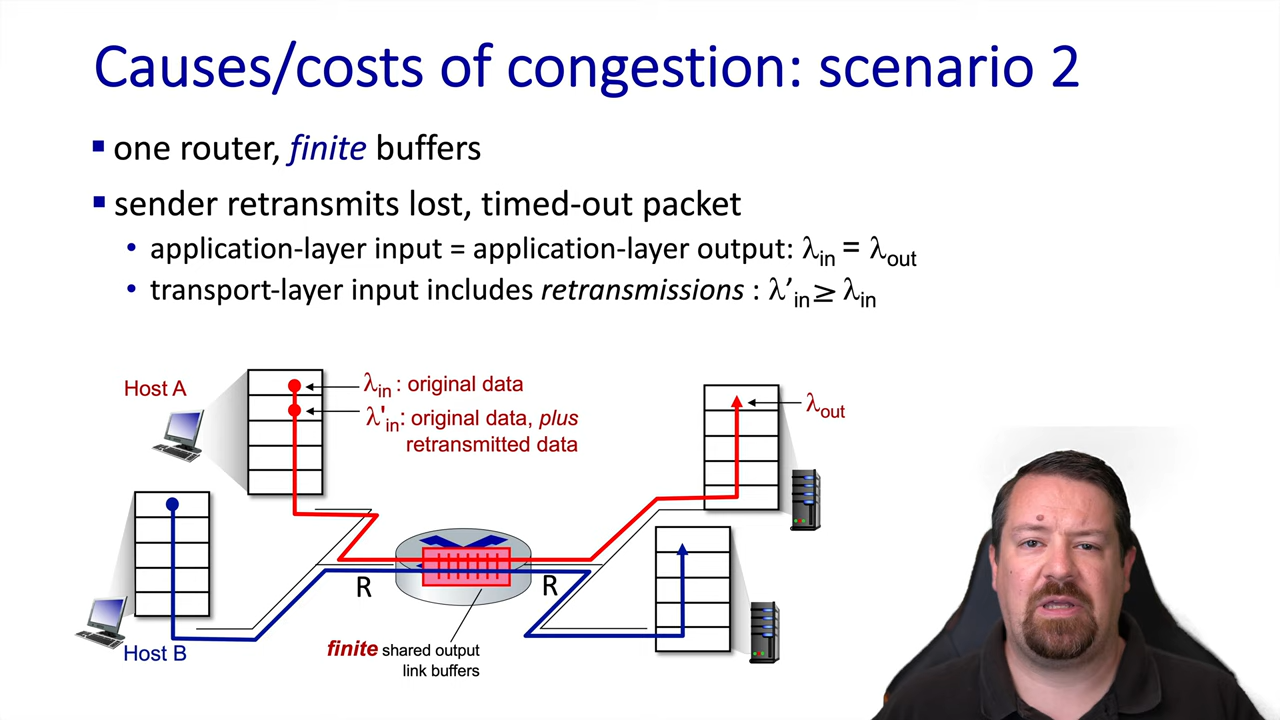 Causes/costs of congestion: scenario 2
▪ one router, finite buffers
▪ sender retransmits lost, timed-out packet
• application-layer input = application-layer output: λin = λout
• transport-layer input includes retransmissions : λ’in ≥ λin
Host A
λin : original data
λ'in: original data, plus
retransmitted data
λout
R
R
finite shared output
link buffers
Host B